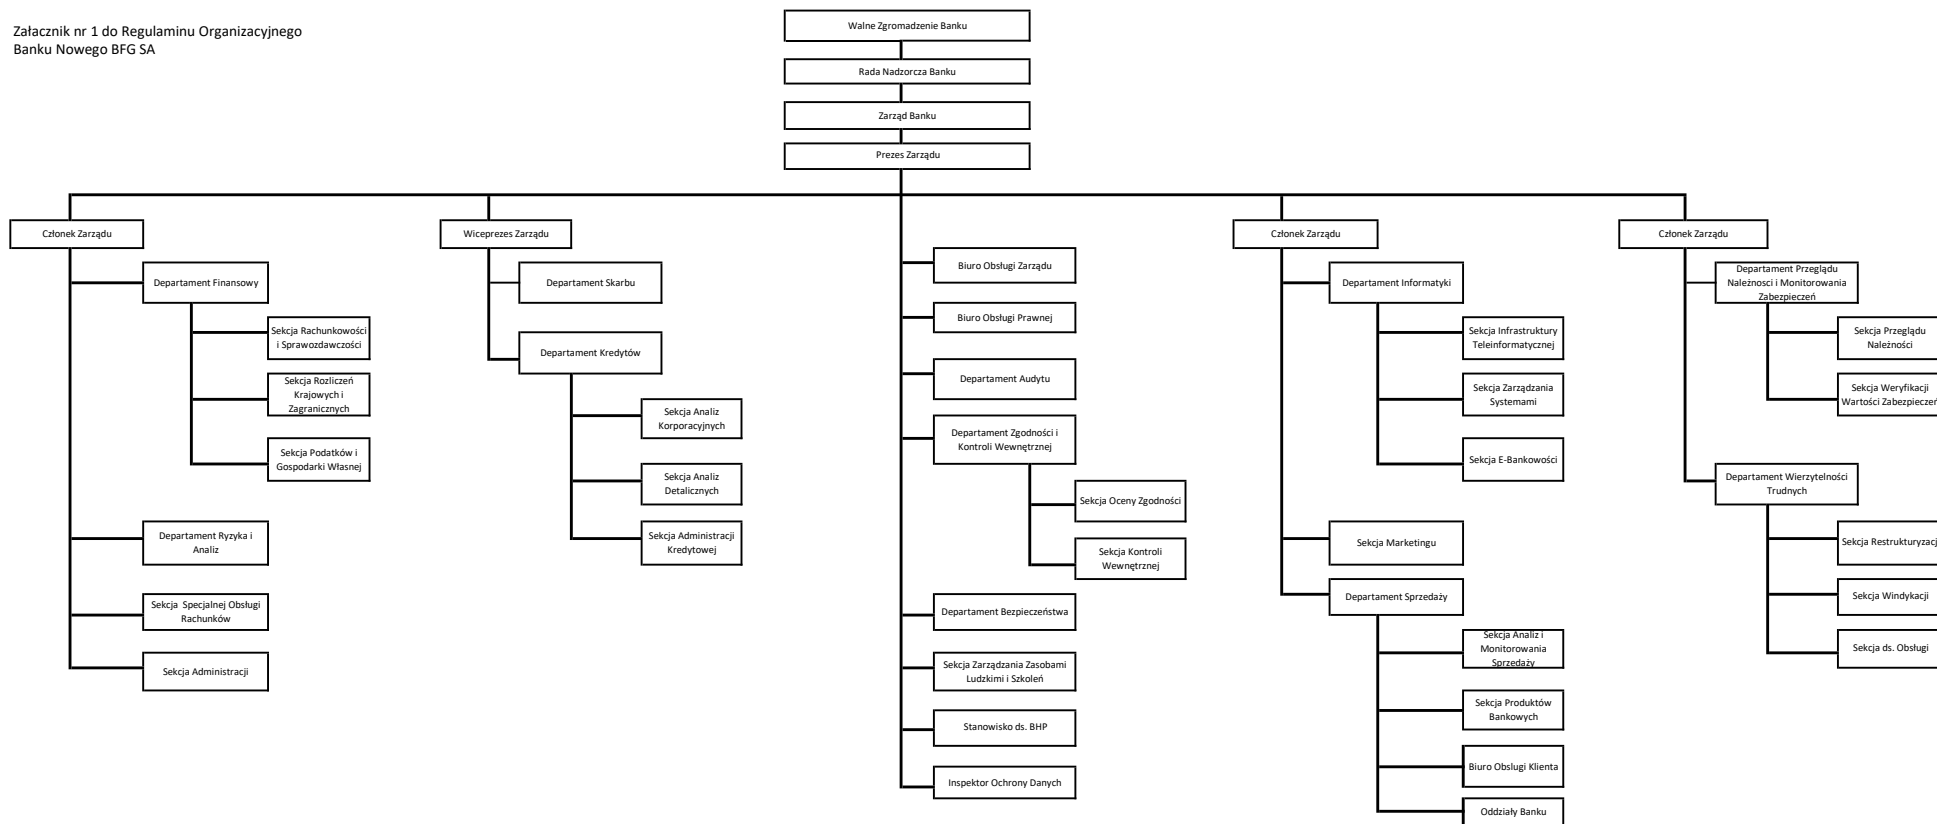 Załacznik nr 1 do Regulaminu Organizacyjnego
Banku Nowego BFG SA
Walne Zgromadzenie Banku
Rada Nadzorcza Banku
Zarząd Banku
Prezes Zarządu
Członek Zarządu
Departament Finansowy
Sekcja Rachunkowości
i Sprawozdawczości
Sekcja Rozliczeń
Krajowych i
Zagranicznych
Sekcja Podatków i
Gospodarki Własnej
Departament Ryzyka i
Analiz
Sekcja Specjalnej Obsługi
Rachunków
Sekcja Administracji
Wiceprezes Zarządu
Departament Skarbu
Departament Kredytów
Sekcja Analiz
Korporacyjnych
Sekcja Analiz
Detalicznych
Sekcja Administracji
Kredytowej
Biuro Obsługi Zarządu
Biuro Obsługi Prawnej
Departament Audytu
Departament Zgodności i
Kontroli Wewnętrznej
Sekcja Oceny Zgodności
Sekcja Kontroli
Wewnętrznej
Departament Bezpieczeństwa
Sekcja Zarządzania Zasobami
Ludzkimi i Szkoleń
Stanowisko ds. BHP
Inspektor Ochrony Danych
Członek Zarządu
Departament Informatyki
Sekcja Infrastruktury
Teleinformatycznej
Sekcja Zarządzania
Systemami
Sekcja E-Bankowości
Sekcja Marketingu
Departament Sprzedaży
Sekcja Analiz i
Monitorowania
Sprzedaży
Sekcja Produktów
Bankowych
Biuro Obslugi Klienta
Oddziały Banku
Członek Zarządu
Departament Przeglądu
Należnosci i Monitorowania
Zabezpieczeń
Sekcja Przeglądu
Należności
Sekcja Weryfikacji
Wartości Zabezpieczeń
Departament Wierzytelności
Trudnych
Sekcja Restrukturyzacj
Sekcja Windykacji
Sekcja ds. Obsługi